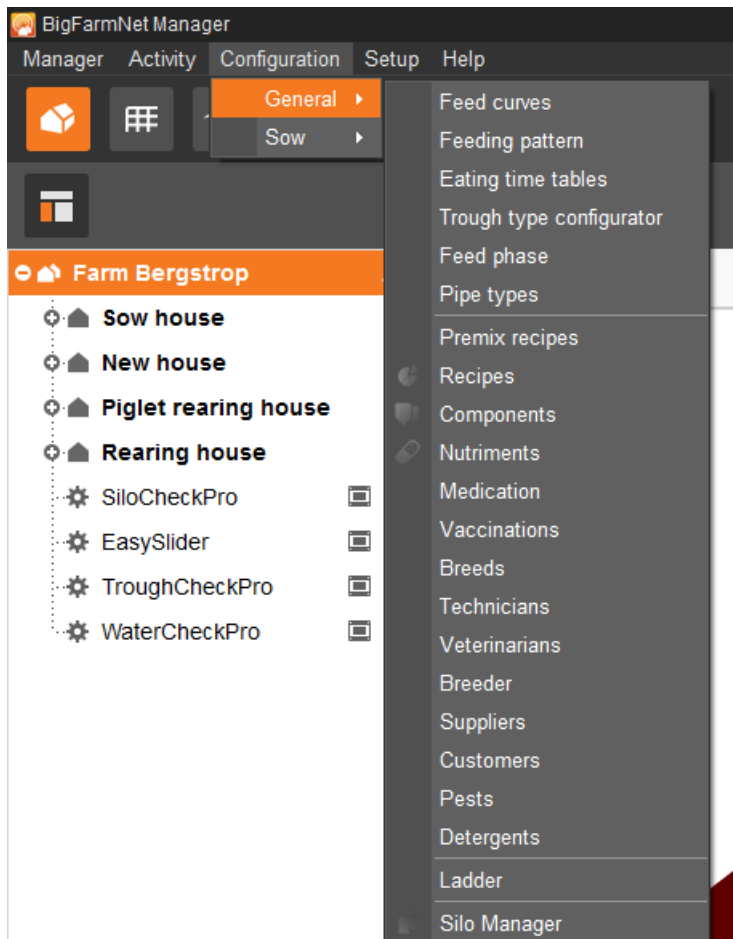 BigFarmNet Manager
Manager Activity Configuration Setup Help
General
Sow
Feed curves
Feeding pattern
Eating time tables
Trough type configurator
Feed phase
Pipe types
Premix recipes
Recipes
Components
Nutriments
Medication
Vaccinations
Breeds
Technicians
Veterinarians
Breeder
Suppliers
Customers
Pests
Detergents
Ladder
Silo Manager
Farm Bergstrop
Sow house
New house
Piglet rearing house
Rearing house
SiloCheckPro
EasySlider
TroughCheckPro
WaterCheckPro